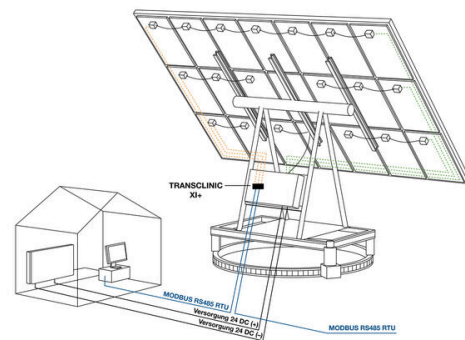 TRANSCLINIC
XI+
MODBUS RS485 RTU
Versorgung 24 DC (+)
Versorgung 24 DC (–)
MODBUS RS485 RTU